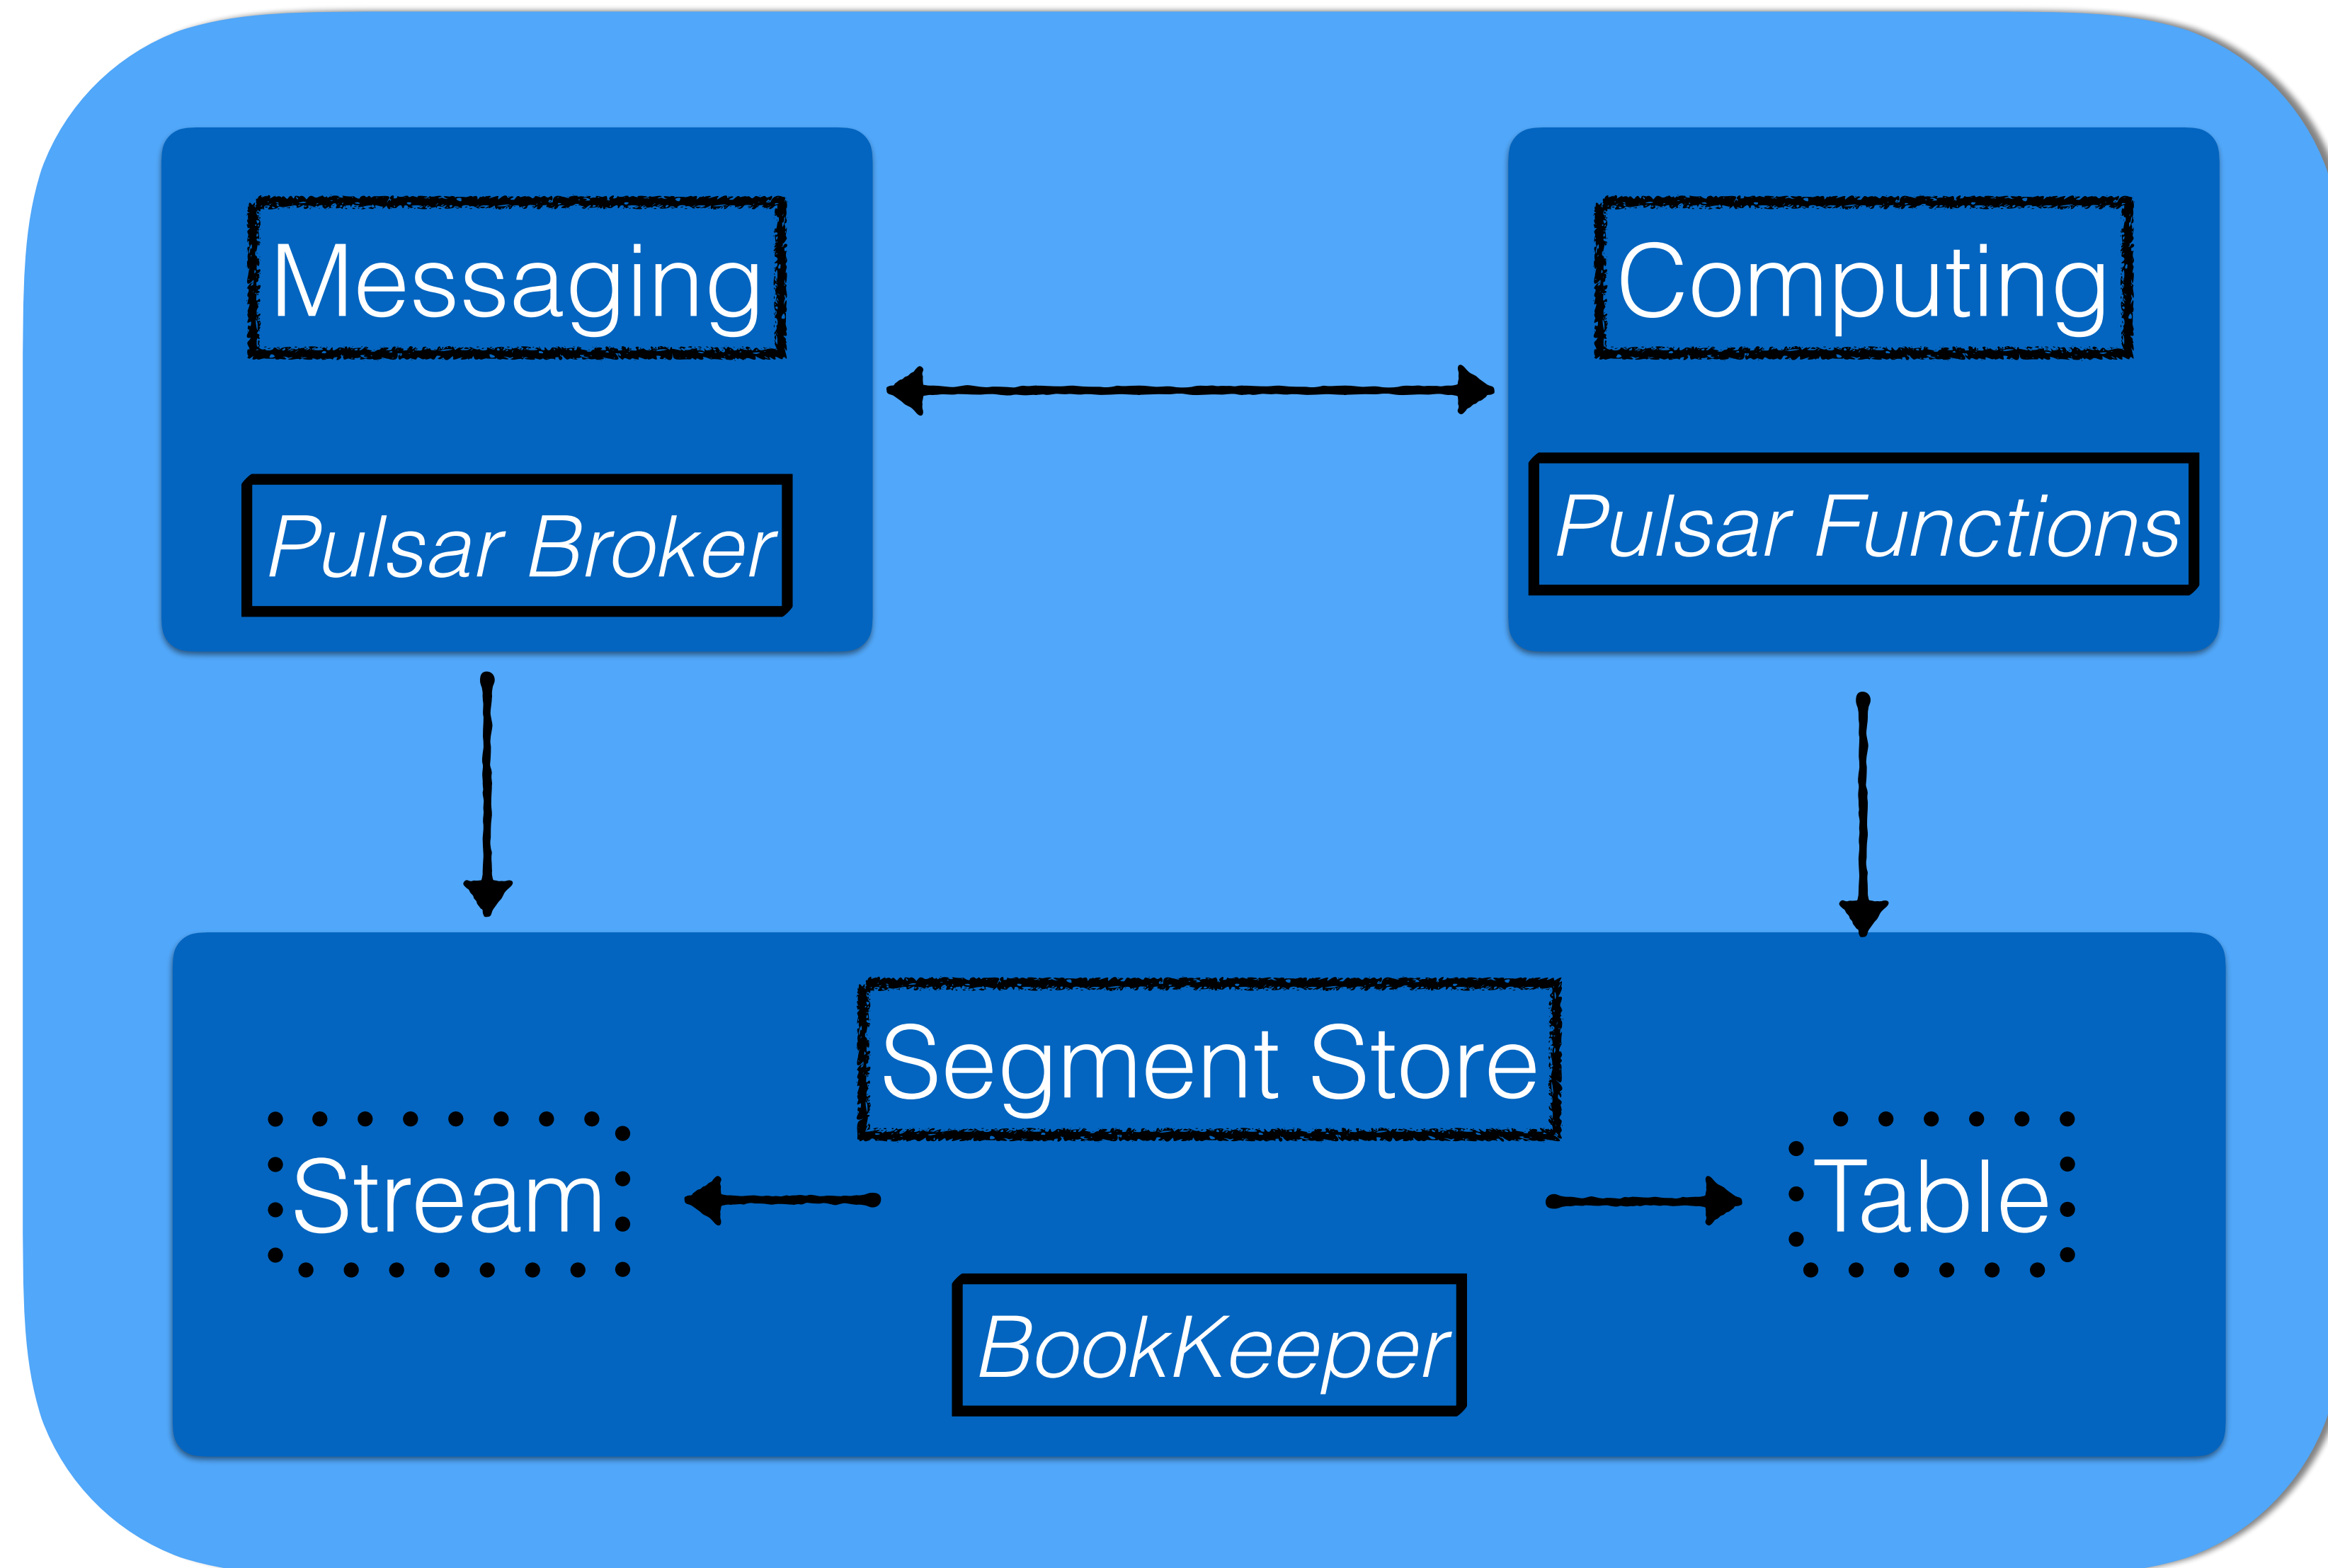 Messaging
Computing
Pulsar Broker
Pulsar Functions
Segment Store
Stream
Table
BookKeeper